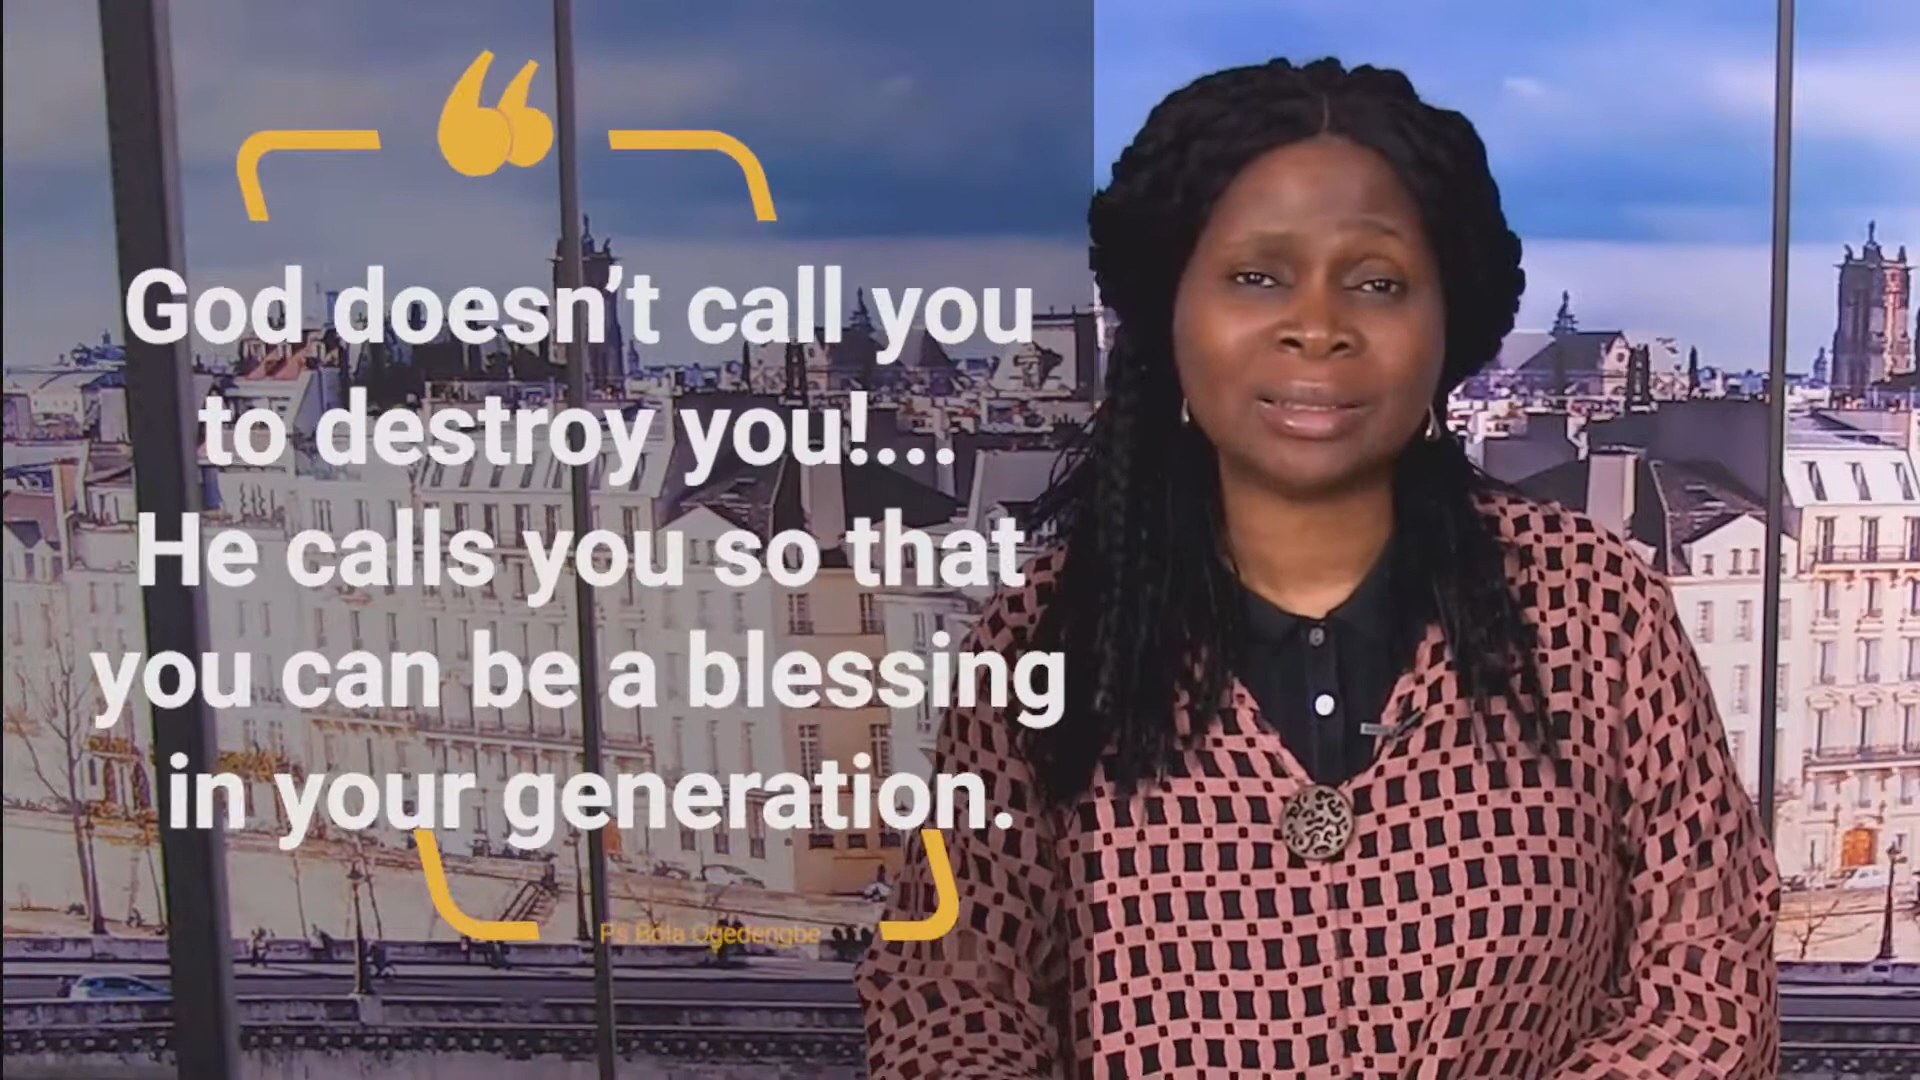 God doesn’t call you
to destroy you!...
He calls you so that
you can be a blessing
in your generation.
Ps Bola Ogedengbe